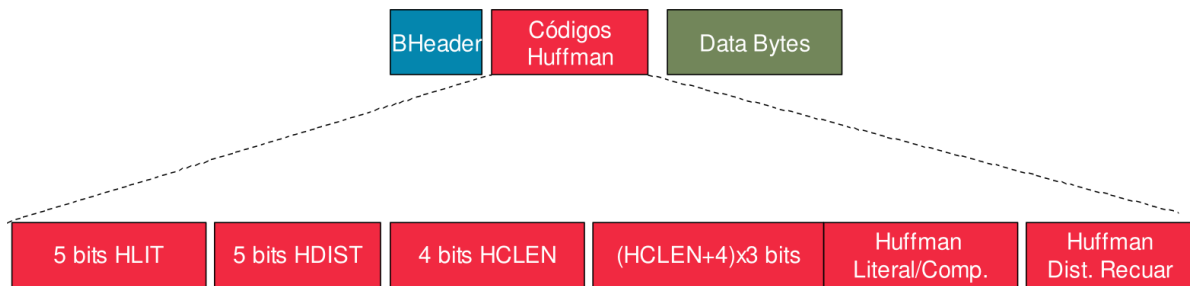 BHeader
Códigos
Huffman
Data Bytes
5 bits HLIT
5 bits HDIST
4 bits HCLEN
(HCLEN+4)x3 bits
Huffman
Literal/Comp.
Huffman
Dist. Recuar